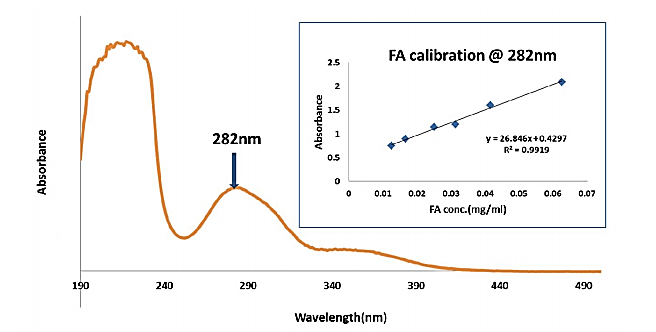 FA calibration @ 282nm
2.5
2
1.5
1
0.5
0
Absorbance
y = 26.846x+0.4297
R² = 0.9919
0 0.01 0.02 0.03 0.04 0.05 0.06 0.07
FA conc.(mg/ml)
282nm
Absorbance
190 240 290 340 390 440 490
Wavelength(nm)